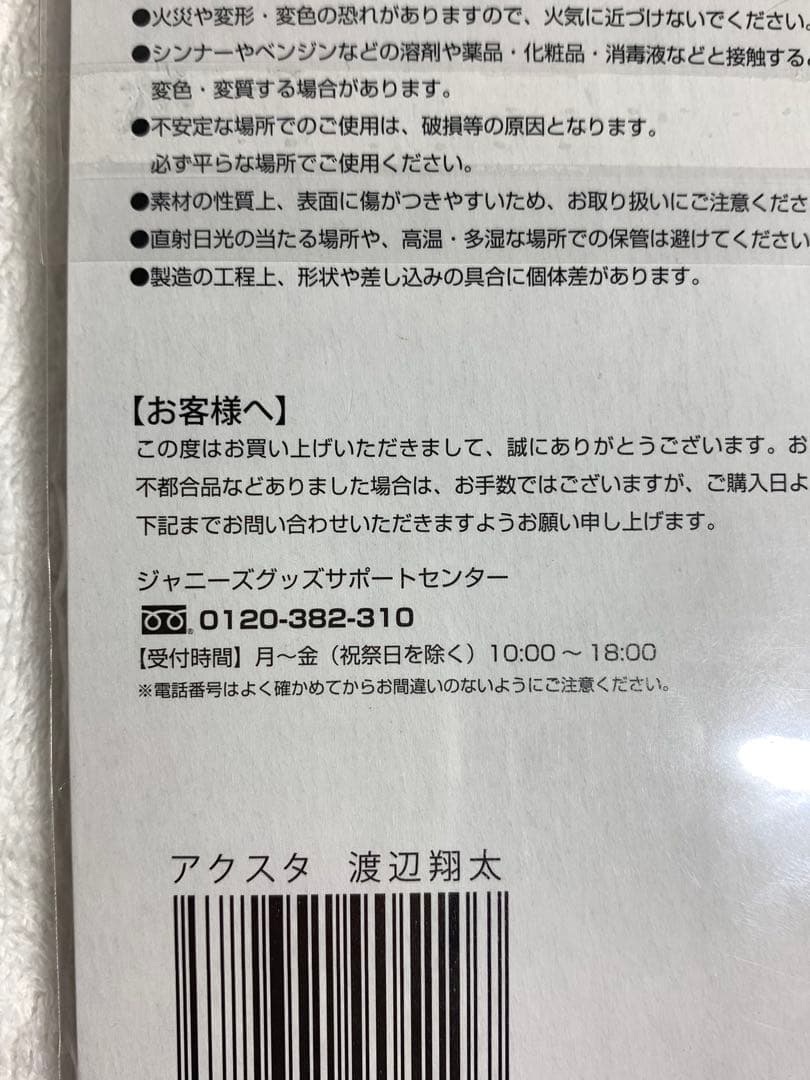 ●火災や変形・変色の恐れがありますので、火気に近づけないでください。
●シンナーやベンジンなどの溶剤や薬品・化粧品・消毒液などと接触する
変色・変質する場合があります。
●不安定な場所でのご使用は、破損等の原因となります。
必ず平らな場所でご使用ください。
●素材の性質上、表面に傷がつきやすいため、お取り扱いにご注意くださ
●直射日光の当たる場所や、高温・多湿な場所での保管は避けてください
●製造の工程上、形状や差し込みの具合に個体差があります。
【お客様へ】
この度はお買い上げいただきまして、誠にありがとうございます。お
不都合品などありました場合は、お手数ではございますが、ご購入日よ
下記までお問い合わせいただきますようお願い申し上げます。
ジャニーズグッズサポートセンター
0120-382-310
【受付時間】月〜金（祝祭日を除く）10:00〜18:00
※電話番号はよく確かめてからお間違いのないようにご注意ください。
アクスタ 渡辺翔太